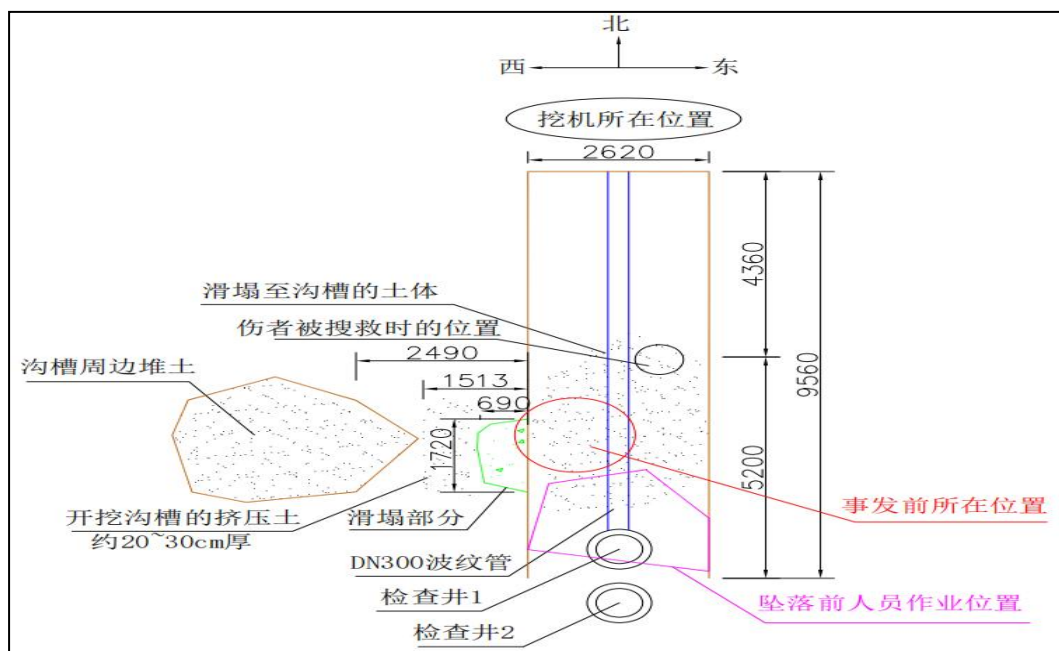 北
西
东
挖机所在位置
2620
4360
9560
滑塌至沟槽的土体
伤者被搜救时的位置
2490
沟槽周边堆土
1513
690
1720
5200
事发前所在位置
开挖沟槽的挤压土
约20~30cm厚
滑塌部分
DN300波纹管
检查井1
坠落前人员作业位置
检查井2